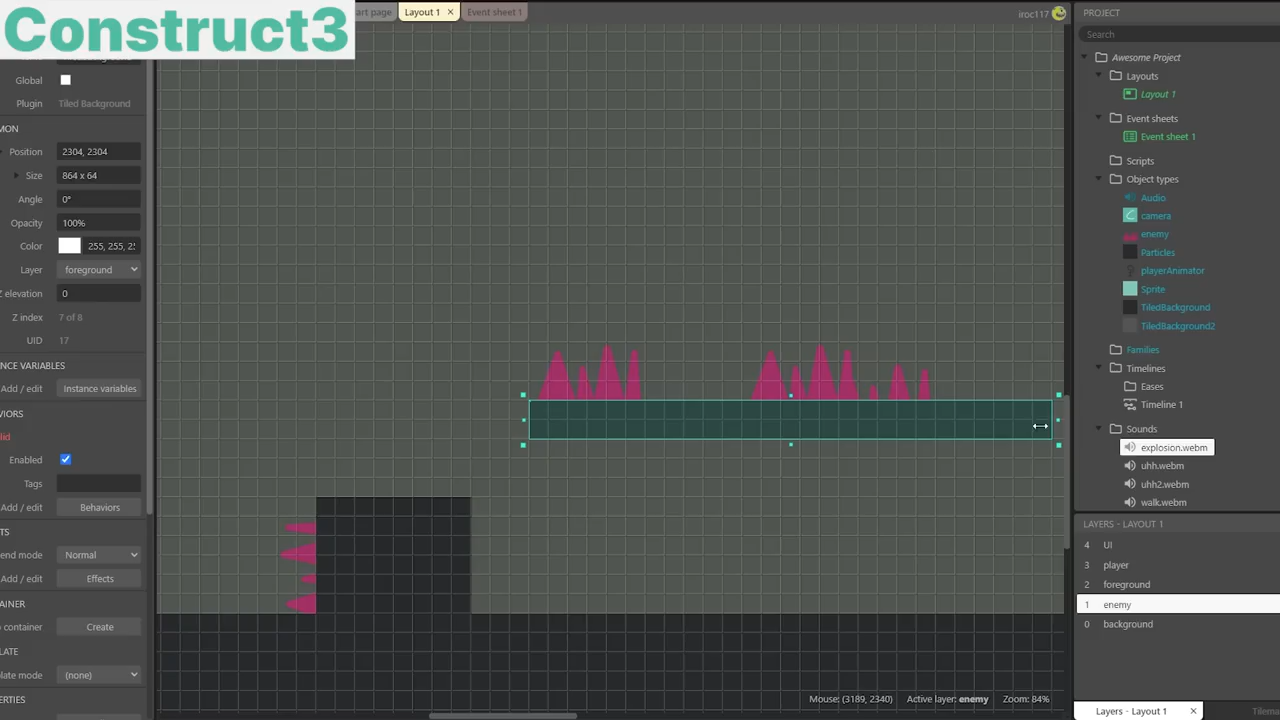 Construct3
art page
Layout 1 ×
Event sheet 1
iroc117
Global
Plugin Tiled Background
MON
Position 2304, 2304
Size 864 x 64
Angle 0°
Opacity 100%
Color 255, 255, 25
Layer foreground
Z elevation 0
Z index 7 of 8
UID 17
ANCE VARIABLES
Add / edit Instance variables
VIORS
lid
Enabled
Tags
Add / edit Behaviors
TS
end mode Normal
Add / edit Effects
AINER
o container Create
LATE
late mode (none)
ERTIES
Mouse: (3189, 2340) Active layer: enemy Zoom: 84%
PROJECT
Search
Awesome Project
Layouts
Layout 1
Event sheets
Event sheet 1
Scripts
Object types
Audio
camera
enemy
Particles
playerAnimator
Sprite
TiledBackground
TiledBackground2
Families
Timelines
Eases
Timeline 1
Sounds
explosion.webm
uhh.webm
uhh2.webm
walk.webm
LAYERS - LAYOUT 1
4 UI
3 player
2 foreground
1 enemy
0 background
Layers - Layout 1 ×
Tilema